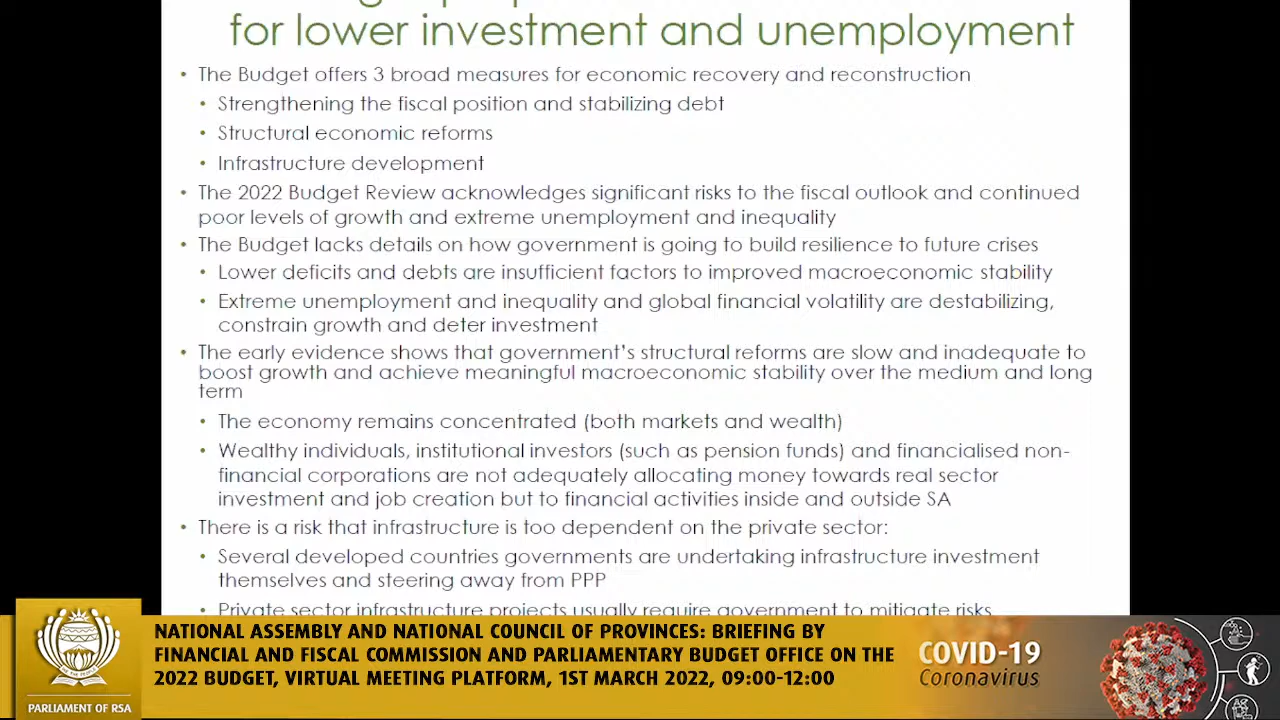 for lower investment and unemployment
• The Budget offers 3 broad measures for economic recovery and reconstruction
• Strengthening the fiscal position and stabilizing debt
• Structural economic reforms
• Infrastructure development
• The 2022 Budget Review acknowledges significant risks to the fiscal outlook and continued
poor levels of growth and extreme unemployment and inequality
• The Budget lacks details on how government is going to build resilience to future crises
• Lower deficits and debts are insufficient factors to improved macroeconomic stability
• Extreme unemployment and inequality and global financial volatility are destabilizing,
constrain growth and deter investment
• The early evidence shows that government's structural reforms are slow and inadequate to
boost growth and achieve meaningful macroeconomic stability over the medium and long
term
• The economy remains concentrated (both markets and wealth)
• Wealthy individuals, institutional investors (such as pension funds) and financialised non-
financial corporations are not adequately allocating money towards real sector
investment and job creation but to financial activities inside and outside SA
• There is a risk that infrastructure is too dependent on the private sector:
• Several developed countries governments are undertaking infrastructure investment
themselves and steering away from PPP
• Private sector infrastructure projects usually require government to mitigate risks
NATIONAL ASSEMBLY AND NATIONAL COUNCIL OF PROVINCES: BRIEFING BY
FINANCIAL AND FISCAL COMMISSION AND PARLIAMENTARY BUDGET OFFICE ON THE
2022 BUDGET, VIRTUAL MEETING PLATFORM, 1ST MARCH 2022, 09:00-12:00
PARLIAMENT OF RSA
COVID-19
Coronavirus